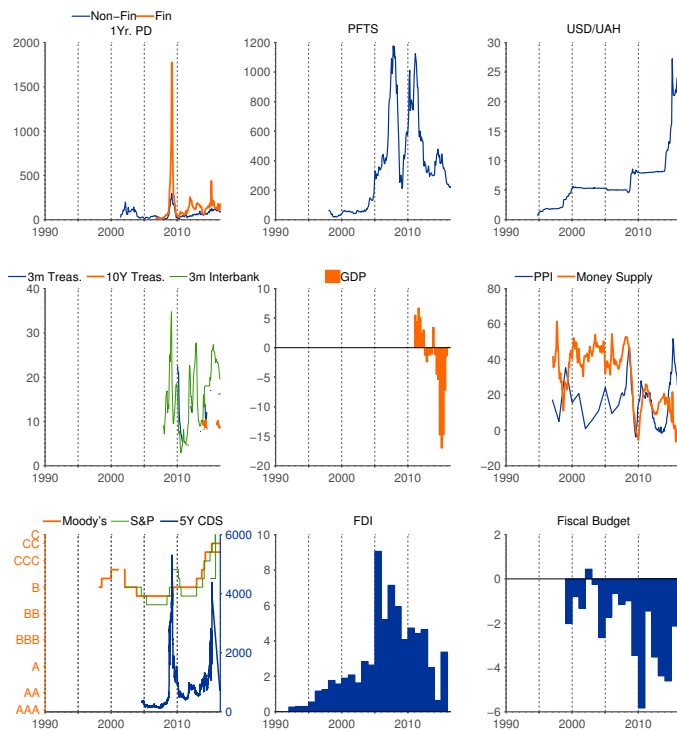 Non−Fin Fin
1Yr. PD
2000
1500
1000
500
0
1990 2000 2010
PFTS
1200
1000
800
600
400
200
0
1990 2000 2010
USD/UAH
30
25
20
15
10
5
0
1990 2000 2010
3m Treas. 10Y Treas. 3m Interbank
40
30
20
10
0
1990 2000 2010
GDP
10
5
0
−5
−10
−15
−20
1990 2000 2010
PPI Money Supply
80
60
40
20
0
−20
1990 2000 2010
Moody's S&P 5Y CDS
C
CC
CCC
B
BB
BBB
A
AA
AAA
6000
4000
2000
0
1990 2000 2010
FDI
10
8
6
4
2
0
1990 2000 2010
Fiscal Budget
2
0
−2
−4
−6
1990 2000 2010